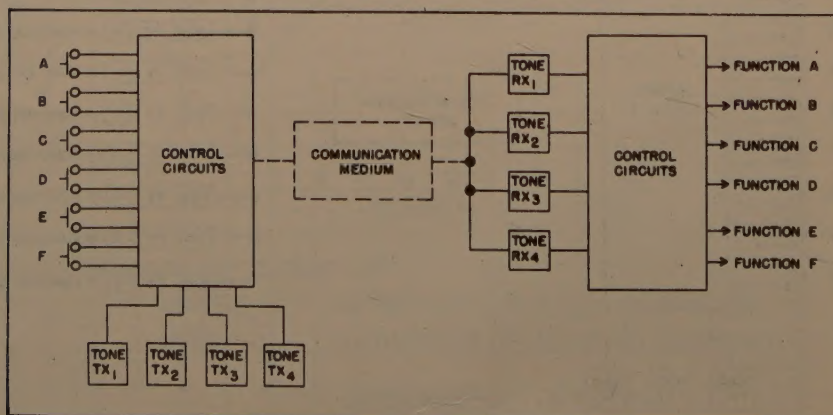 A
B
C
D
E
F
CONTROL
CIRCUITS
TONE
TX1
TONE
TX2
TONE
TX3
TONE
TX4
COMMUNICATION
MEDIUM
TONE
RX1
TONE
RX2
TONE
RX3
TONE
RX4
CONTROL
CIRCUITS
FUNCTION A
FUNCTION B
FUNCTION C
FUNCTION D
FUNCTION E
FUNCTION F